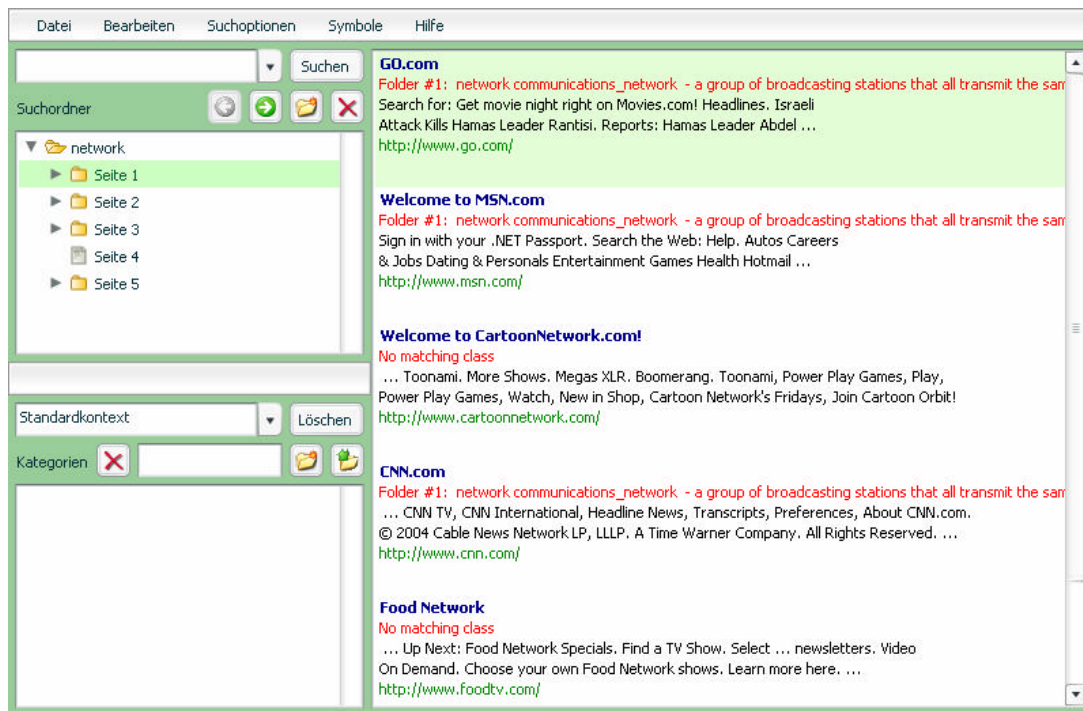 Datei Bearbeiten Suchoptionen Symbole Hilfe
Suchen
Suchordner
network
Seite 1
Seite 2
Seite 3
Seite 4
Seite 5
Standardkontext
Löschen
Kategorien
GO.com
Folder #1: network communications_network - a group of broadcasting stations that all transmit the sam
Search for: Get movie night right on Movies.com! Headlines. Israeli
Attack Kills Hamas Leader Rantisi. Reports: Hamas Leader Abdel ...
http://www.go.com/
Welcome to MSN.com
Folder #1: network communications_network - a group of broadcasting stations that all transmit the sam
Sign in with your .NET Passport. Search the Web: Help. Autos Careers
& Jobs Dating & Personals Entertainment Games Health Hotmail ...
http://www.msn.com/
Welcome to CartoonNetwork.com!
No matching class
... Toonami. More Shows. Megas XLR. Boomerang. Toonami, Power Play Games, Play,
Power Play Games, Watch, New in Shop, Cartoon Network's Fridays, Join Cartoon Orbit!
http://www.cartoonnetwork.com/
CNN.com
Folder #1: network communications_network - a group of broadcasting stations that all transmit the sam
... CNN TV, CNN International, Headline News, Transcripts, Preferences, About CNN.com.
© 2004 Cable News Network LP, LLLP. A Time Warner Company. All Rights Reserved. ...
http://www.cnn.com/
Food Network
No matching class
... Up Next: Food Network Specials. Find a TV Show. Select ... newsletters. Video
On Demand. Choose your own Food Network shows. Learn more here. ...
http://www.foodtv.com/